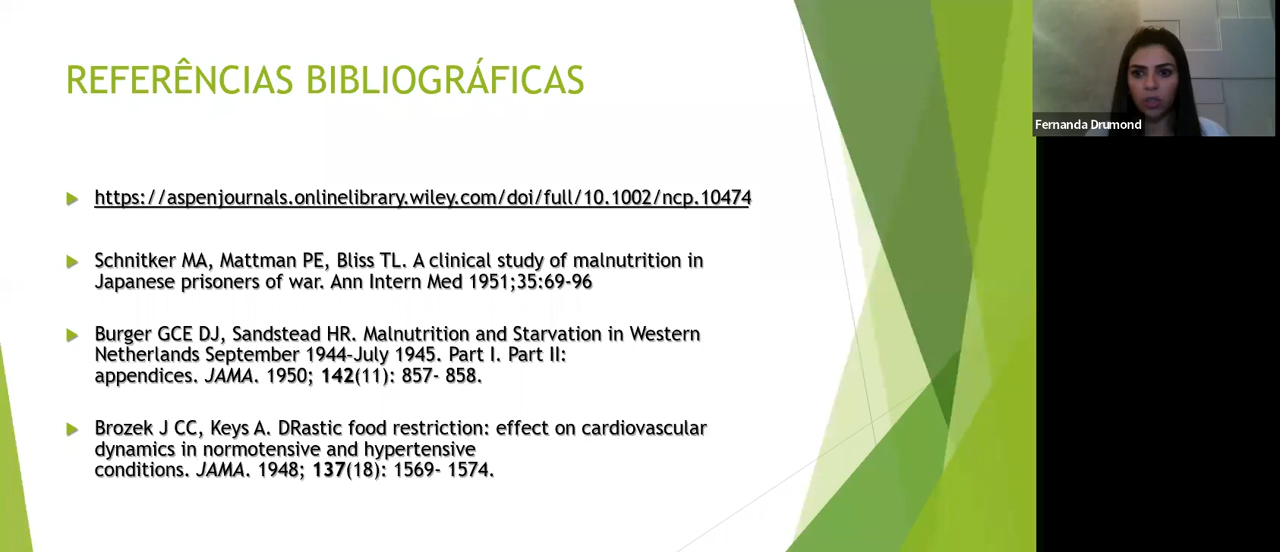 REFERÊNCIAS BIBLIOGRÁFICAS
https://aspenjournals.onlinelibrary.wiley.com/doi/full/10.1002/ncp.10474
Schnitker MA, Mattman PE, Bliss TL. A clinical study of malnutrition in
Japanese prisoners of war. Ann Intern Med 1951;35:69-96
Burger GCE DJ, Sandstead HR. Malnutrition and Starvation in Western
Netherlands September 1944–July 1945. Part I. Part II:
appendices. JAMA. 1950; 142(11): 857- 858.
Brozek J CC, Keys A. DRastic food restriction: effect on cardiovascular
dynamics in normotensive and hypertensive
conditions. JAMA. 1948; 137(18): 1569- 1574.
Fernanda Drumond